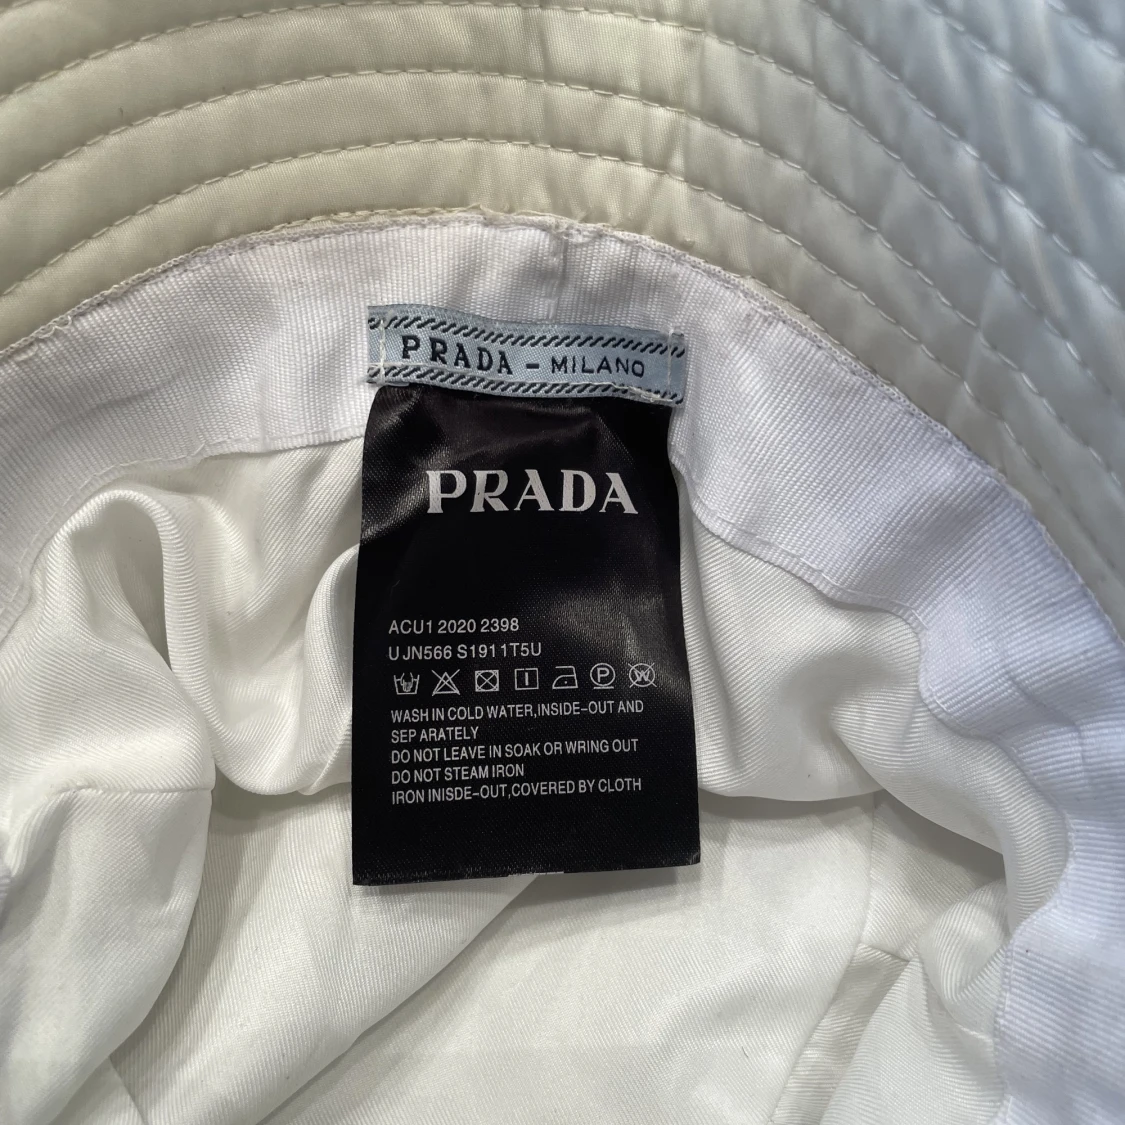 PRADA - MILANO
PRADA
ACU1 2020 2398
UJN566 S1911T5U
P W
WASH IN COLD WATER,INSIDE-OUT AND
SEP ARATELY
DO NOT LEAVE IN SOAK OR WRING OUT
DO NOT STEAM IRON
IRON INISDE-OUT,COVERED BY CLOTH